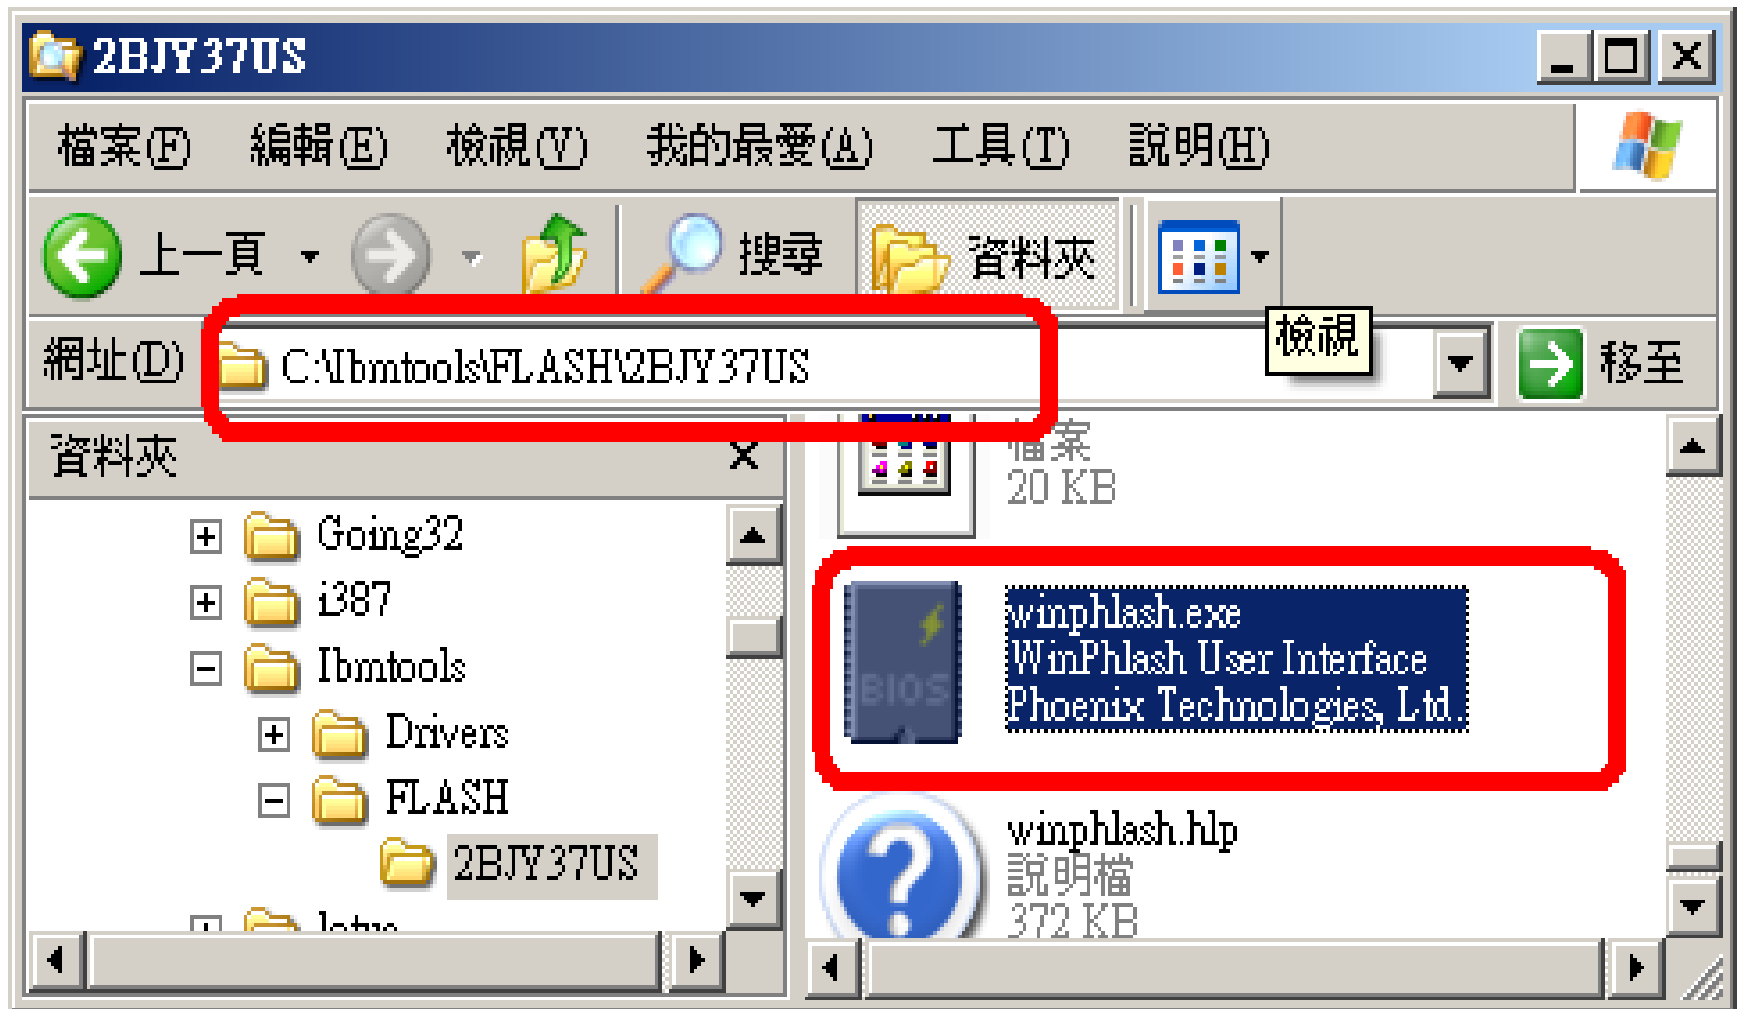 2BJY37US
檔案(F) 編輯(E) 檢視(V) 我的最愛(A) 工具(T) 說明(H)
上一頁 搜尋 資料夾
檢視
網址(D) C:\Ibmtools\FLASH\2BJY37US 移至
資料夾
Going32
i387
Ibmtools
Drivers
FLASH
2BJY37US
檔案
20 KB
BIOS
winphlash.exe
WinPhlash User Interface
Phoenix Technologies, Ltd.
winphlash.hlp
說明檔
372 KB